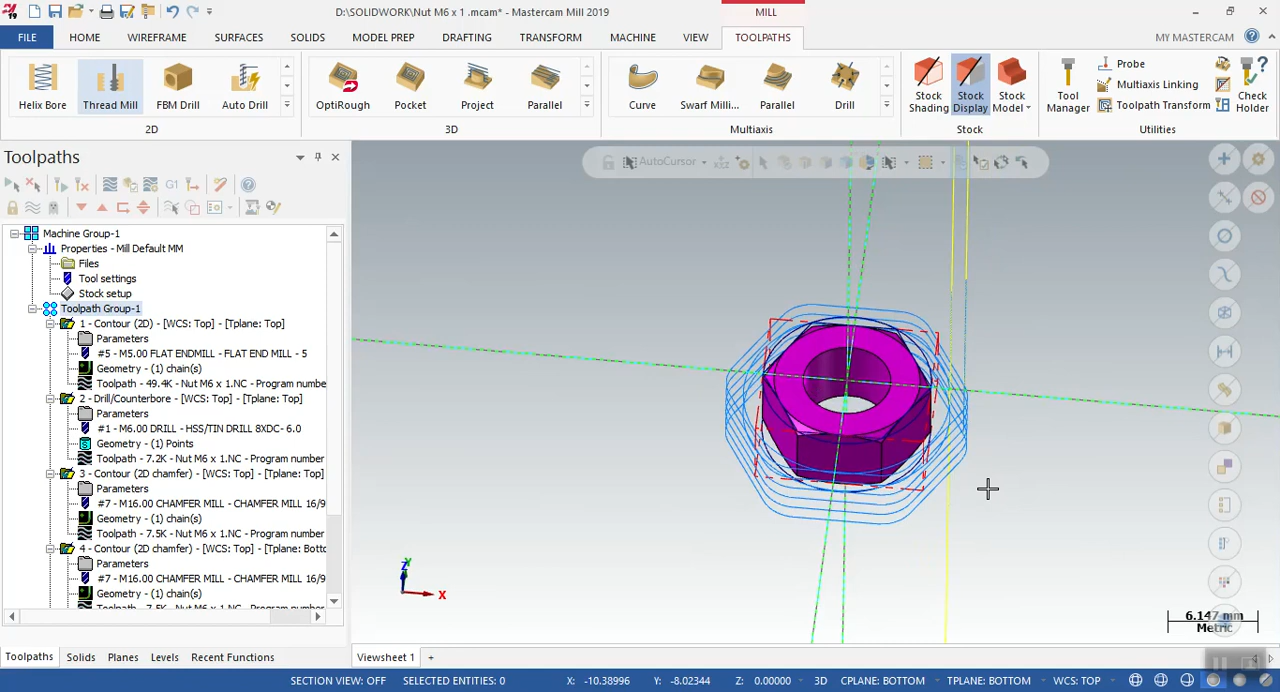 D:\SOLIDWORK\Nut M6 x 1 .mcam* - Mastercam Mill 2019
MILL
FILE HOME WIREFRAME SURFACES SOLIDS MODEL PREP DRAFTING TRANSFORM MACHINE VIEW TOOLPATHS MY MASTERCAM
Helix Bore Thread Mill FBM Drill Auto Drill
2D
OptiRough Pocket Project Parallel
3D
Curve Swarf Milli... Parallel Drill
Multiaxis
Stock Shading Stock Display Stock Model
Stock
Tool Manager Probe
Multiaxis Linking
Toolpath Transform
Check Holder
Utilities
Toolpaths
AutoCursor
G1
Machine Group-1
Properties - Mill Default MM
Files
Tool settings
Stock setup
Toolpath Group-1
1 - Contour (2D) - [WCS: Top] - [Tplane: Top]
Parameters
#5 - M5.00 FLAT ENDMILL - FLAT END MILL - 5
Geometry - (1) chain(s)
Toolpath - 49.4K - Nut M6 x 1.NC - Program numbe
2 - Drill/Counterbore - [WCS: Top] - [Tplane: Top]
Parameters
#1 - M6.00 DRILL - HSS/TIN DRILL 8XDC- 6.0
Geometry - (1) Points
Toolpath - 7.2K - Nut M6 x 1.NC - Program number
3 - Contour (2D chamfer) - [WCS: Top] - [Tplane: Top]
Parameters
#7 - M16.00 CHAMFER MILL - CHAMFER MILL 16/9
Geometry - (1) chain(s)
Toolpath - 7.5K - Nut M6 x 1.NC - Program number
4 - Contour (2D chamfer) - [WCS: Top] - [Tplane: Botto
Parameters
#7 - M16.00 CHAMFER MILL - CHAMFER MILL 16/9
Geometry - (1) chain(s)
Toolpath - 7.5K - Nut M6 x 1.NC - Program number
Z Y
X
6.147 mm
Metric
Toolpaths Solids Planes Levels Recent Functions
Viewsheet 1 +
SECTION VIEW: OFF SELECTED ENTITIES: 0 X: -10.38996 Y: -8.02344 Z: 0.00000 3D CPLANE: BOTTOM TPLANE: BOTTOM WCS: TOP